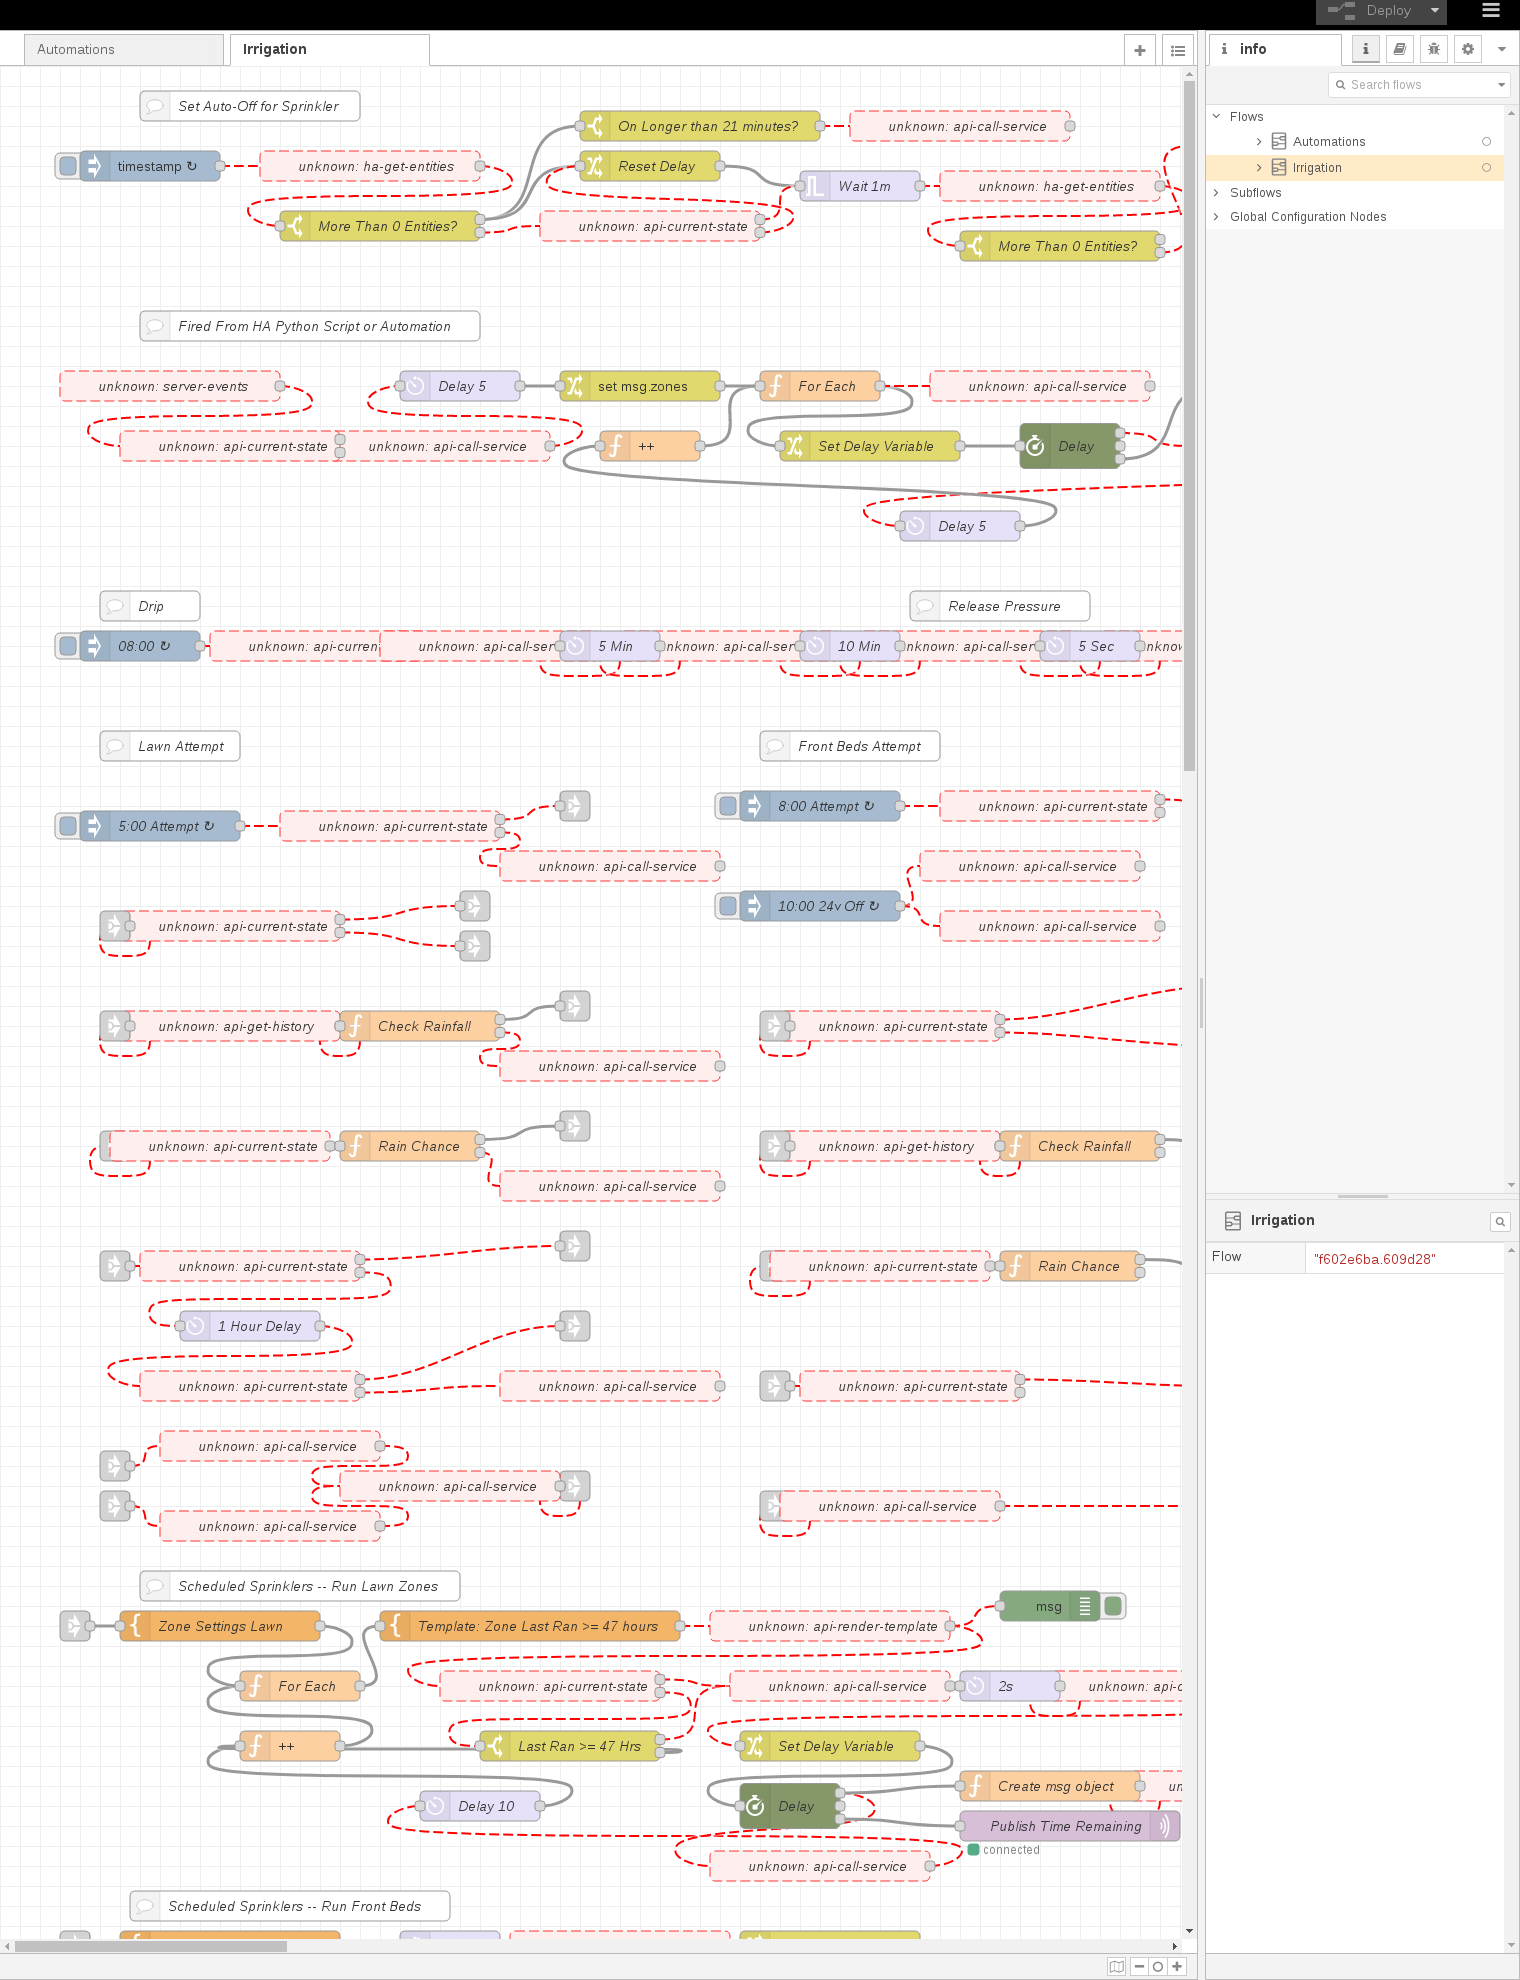 Deploy
Automations
Irrigation
info
Search flows
Flows
Automations
Irrigation
Subflows
Global Configuration Nodes
Set Auto-Off for Sprinkler
On Longer than 21 minutes?
unknown: api-call-service
timestamp ↻
unknown: ha-get-entities
Reset Delay
Wait 1m
unknown: ha-get-entities
More Than 0 Entities?
unknown: api-current-state
More Than 0 Entities?
Fired From HA Python Script or Automation
unknown: server-events
Delay 5
set msg.zones
For Each
unknown: api-call-service
unknown: api-current-state
unknown: api-call-service
++
Set Delay Variable
Delay
Delay 5
Drip
Release Pressure
08:00 ↻
unknown: api-curren
unknown: api-call-ser
5 Min
nknown: api-call-ser
10 Min
nknown: api-call-ser
5 Sec
nknow
Lawn Attempt
Front Beds Attempt
5:00 Attempt ↻
unknown: api-current-state
8:00 Attempt ↻
unknown: api-current-state
unknown: api-call-service
unknown: api-call-service
10:00 24v Off ↻
unknown: api-current-state
unknown: api-call-service
unknown: api-get-history
Check Rainfall
unknown: api-current-state
unknown: api-call-service
unknown: api-current-state
Rain Chance
unknown: api-get-history
Check Rainfall
unknown: api-call-service
unknown: api-current-state
unknown: api-current-state
Rain Chance
1 Hour Delay
unknown: api-current-state
unknown: api-call-service
unknown: api-current-state
unknown: api-call-service
unknown: api-call-service
unknown: api-call-service
unknown: api-call-service
Scheduled Sprinklers -- Run Lawn Zones
msg
Zone Settings Lawn
Template: Zone Last Ran >= 47 hours
unknown: api-render-template
For Each
unknown: api-current-state
unknown: api-call-service
2s
unknown: api-c
++
Last Ran >= 47 Hrs
Set Delay Variable
Delay 10
Delay
Create msg object
un
Publish Time Remaining
connected
unknown: api-call-service
Scheduled Sprinklers -- Run Front Beds
Irrigation
Flow
"f602e6ba.609d28"